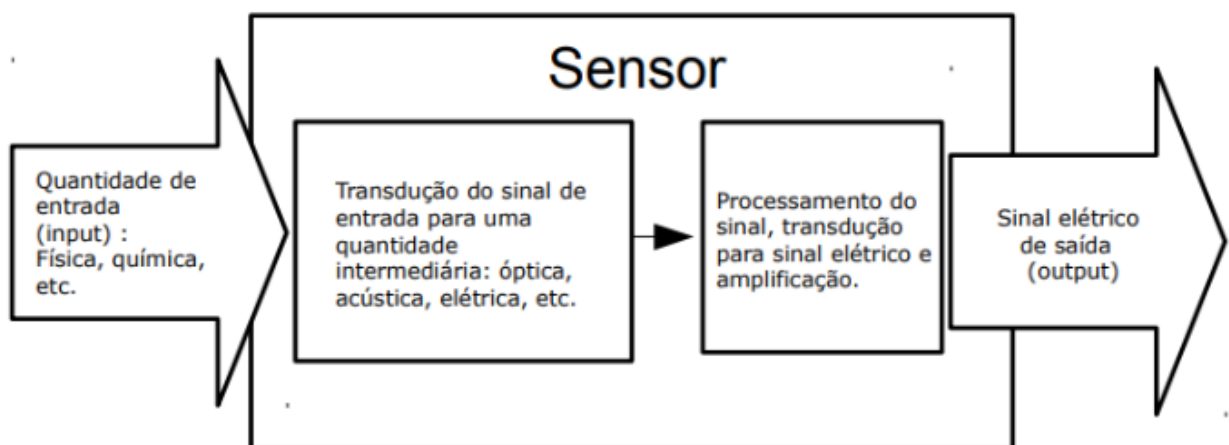 Sensor
Quantidade de
entrada
(input) :
Física, química,
etc.
Transdução do sinal de
entrada para uma
quantidade
intermediária: óptica,
acústica, elétrica, etc.
Processamento do
sinal, transdução
para sinal elétrico e
amplificação.
Sinal elétrico
de saída
(output)